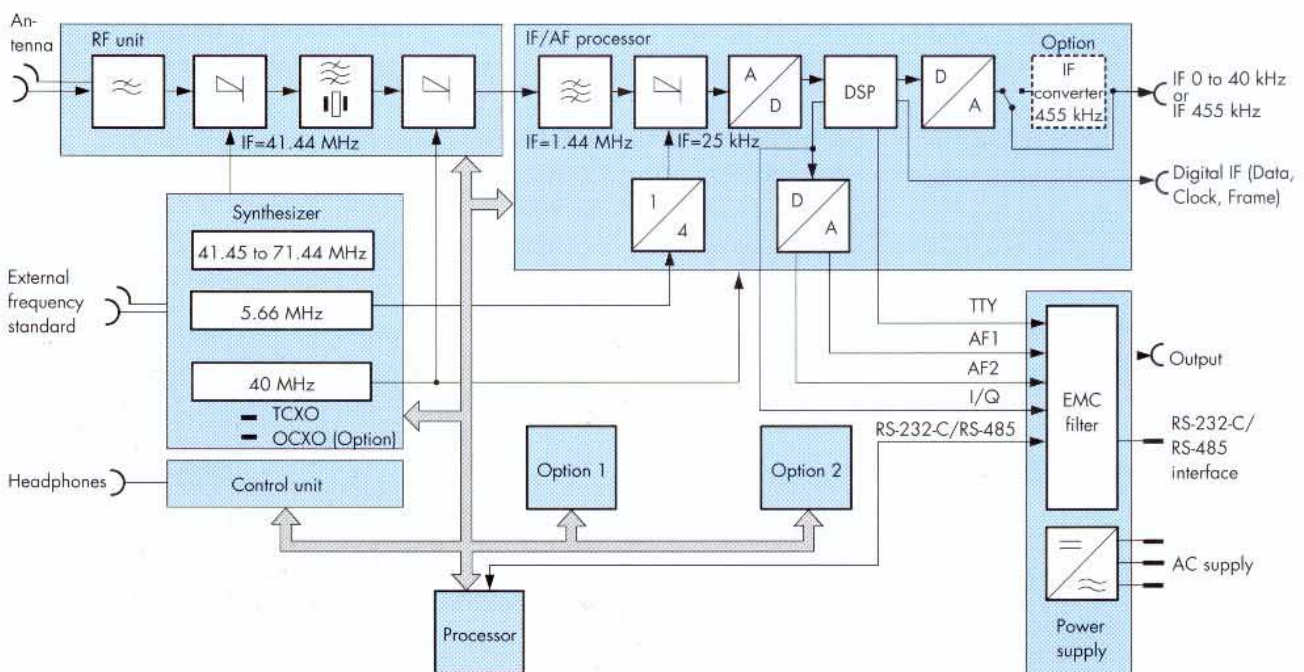 An-
tenna
RF unit
IF=41.44 MHz
IF/AF processor
IF=1.44 MHz
IF=25 kHz
A
D
DSP
D
A
Option
IF
converter
455 kHz
IF 0 to 40 kHz
or
IF 455 kHz
1
4
D
A
Digital IF (Data,
Clock, Frame)
Synthesizer
41.45 to 71.44 MHz
5.66 MHz
40 MHz
TCXO
OCXO (Option)
External
frequency
standard
Headphones
Control unit
Option 1
Option 2
Processor
TTY
AF1
AF2
I/Q
RS-232-C/RS-485
EMC
filter
Output
RS-232-C/
RS-485
interface
AC supply
Power
supply